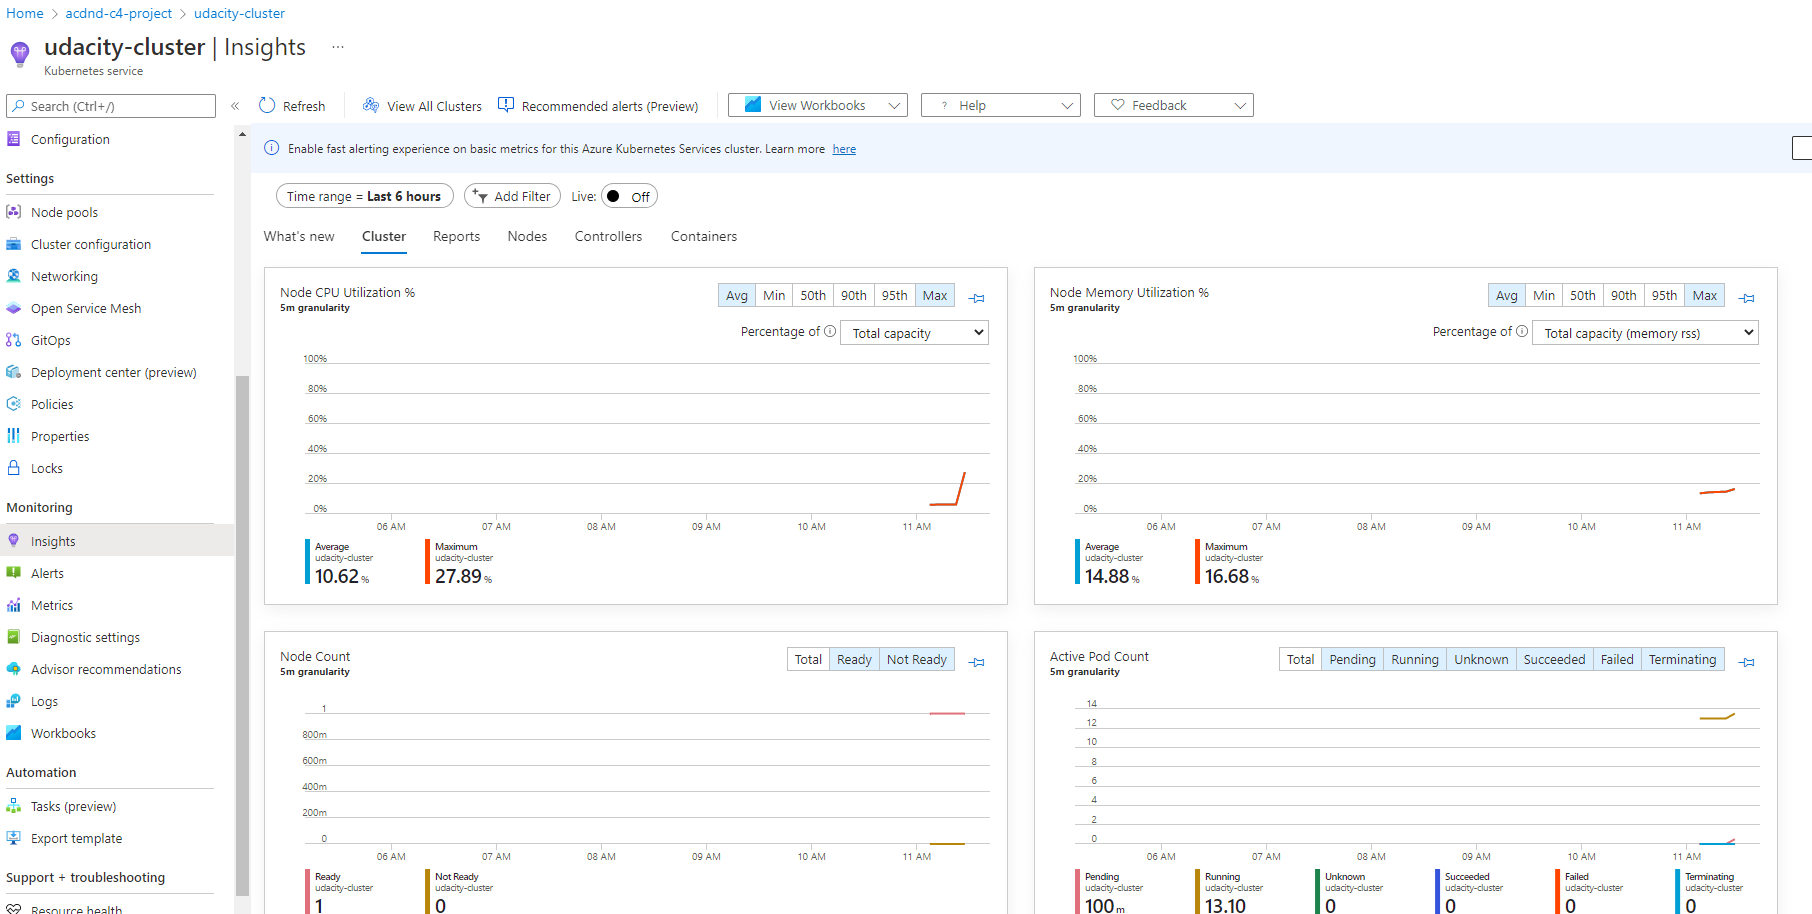 Home > acdnd-c4-project > udacity-cluster
udacity-cluster | Insights ...
Kubernetes service
Search (Ctrl+/)
«
Refresh
View All Clusters
Recommended alerts (Preview)
View Workbooks
? Help
Feedback
Configuration
Settings
Node pools
Cluster configuration
Networking
Open Service Mesh
GitOps
Deployment center (preview)
Policies
Properties
Locks
Monitoring
Insights
Alerts
Metrics
Diagnostic settings
Advisor recommendations
Logs
Workbooks
Automation
Tasks (preview)
Export template
Support + troubleshooting
Resource health
Enable fast alerting experience on basic metrics for this Azure Kubernetes Services cluster. Learn more here
Time range = Last 6 hours
Add Filter
Live: Off
What's new
Cluster
Reports
Nodes
Controllers
Containers
Node CPU Utilization %
5m granularity
Avg Min 50th 90th 95th Max
Percentage of Total capacity
100%
80%
60%
40%
20%
0%
06 AM 07 AM 08 AM 09 AM 10 AM 11 AM
Average
udacity-cluster
10.62 %
Maximum
udacity-cluster
27.89 %
Node Memory Utilization %
5m granularity
Avg Min 50th 90th 95th Max
Percentage of Total capacity (memory rss)
100%
80%
60%
40%
20%
0%
06 AM 07 AM 08 AM 09 AM 10 AM 11 AM
Average
udacity-cluster
14.88 %
Maximum
udacity-cluster
16.68 %
Node Count
5m granularity
Total Ready Not Ready
1
800m
600m
400m
200m
0
06 AM 07 AM 08 AM 09 AM 10 AM 11 AM
Ready
udacity-cluster
1
Not Ready
udacity-cluster
0
Active Pod Count
5m granularity
Total Pending Running Unknown Succeeded Failed Terminating
14
12
10
8
6
4
2
0
06 AM 07 AM 08 AM 09 AM 10 AM 11 AM
Pending
udacity-cluster
100 m
Running
udacity-cluster
13.10
Unknown
udacity-cluster
0
Succeeded
udacity-cluster
0
Failed
udacity-cluster
0
Terminating
udacity-cluster
0